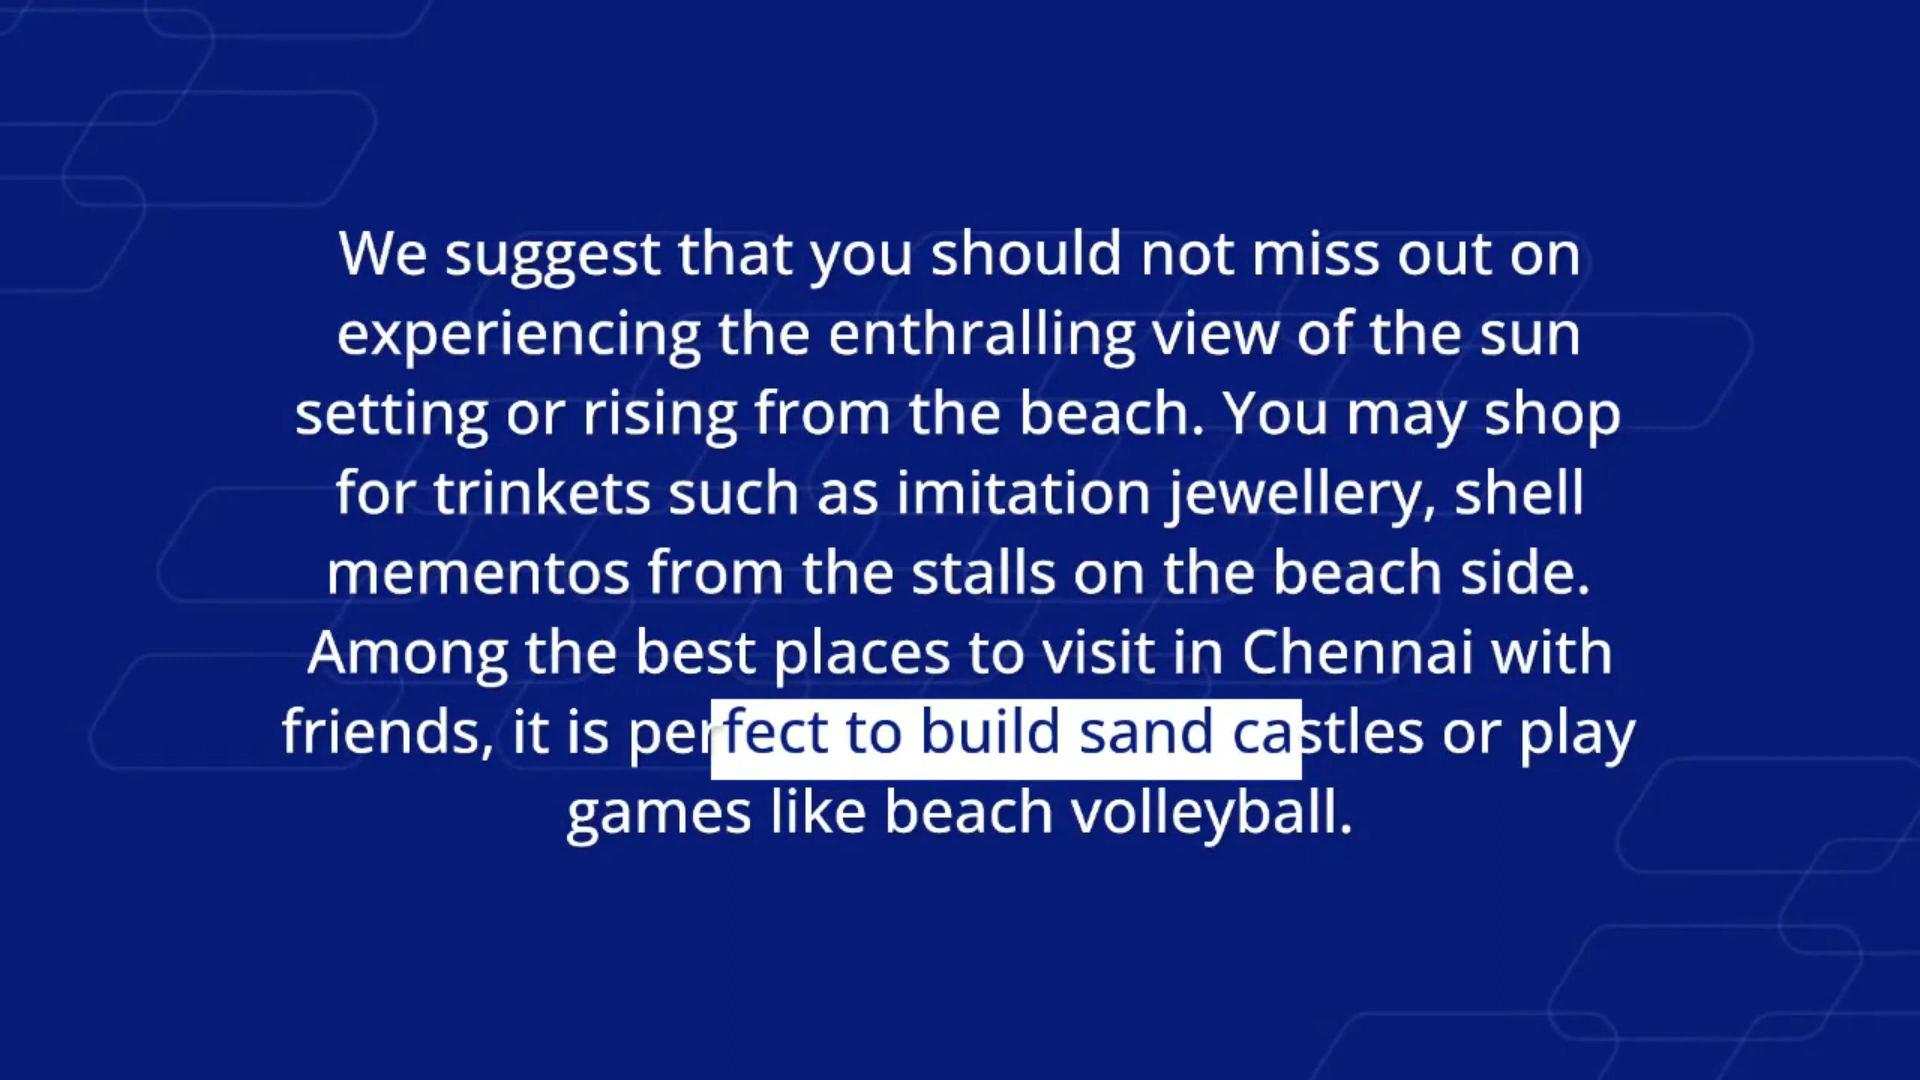 We suggest that you should not miss out on
experiencing the enthralling view of the sun
setting or rising from the beach. You may shop
for trinkets such as imitation jewellery, shell
mementos from the stalls on the beach side.
Among the best places to visit in Chennai with
friends, it is perfect to build sand castles or play
games like beach volleyball.